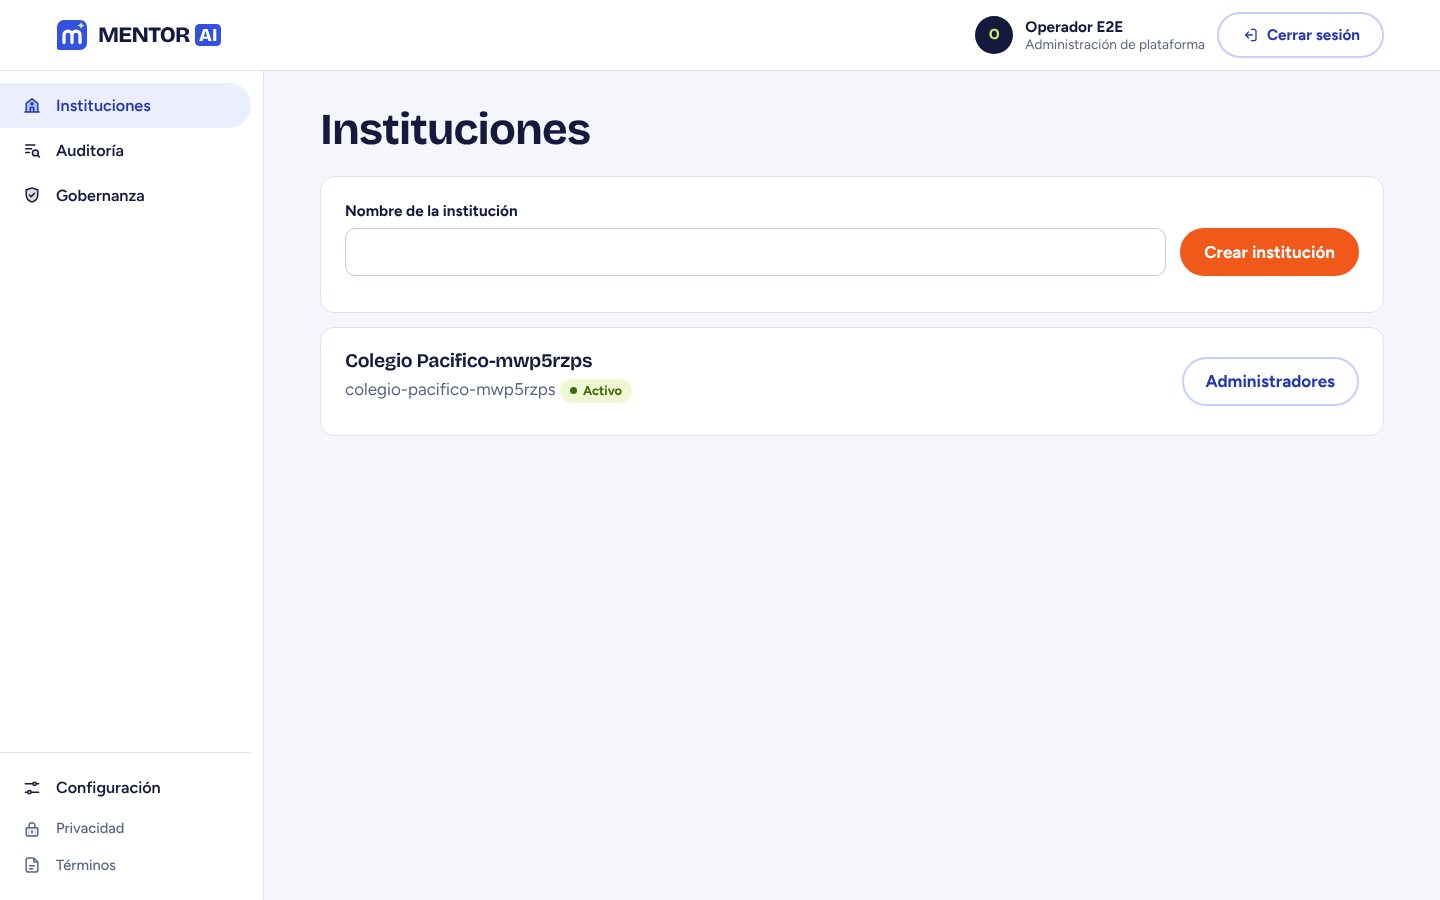 MENTOR AI
O
Operador E2E
Administración de plataforma
Cerrar sesión
Instituciones
Auditoría
Gobernanza
Configuración
Privacidad
Términos
Instituciones
Nombre de la institución
Crear institución
Colegio Pacifico-mwp5rzps
colegio-pacifico-mwp5rzps Activo
Administradores